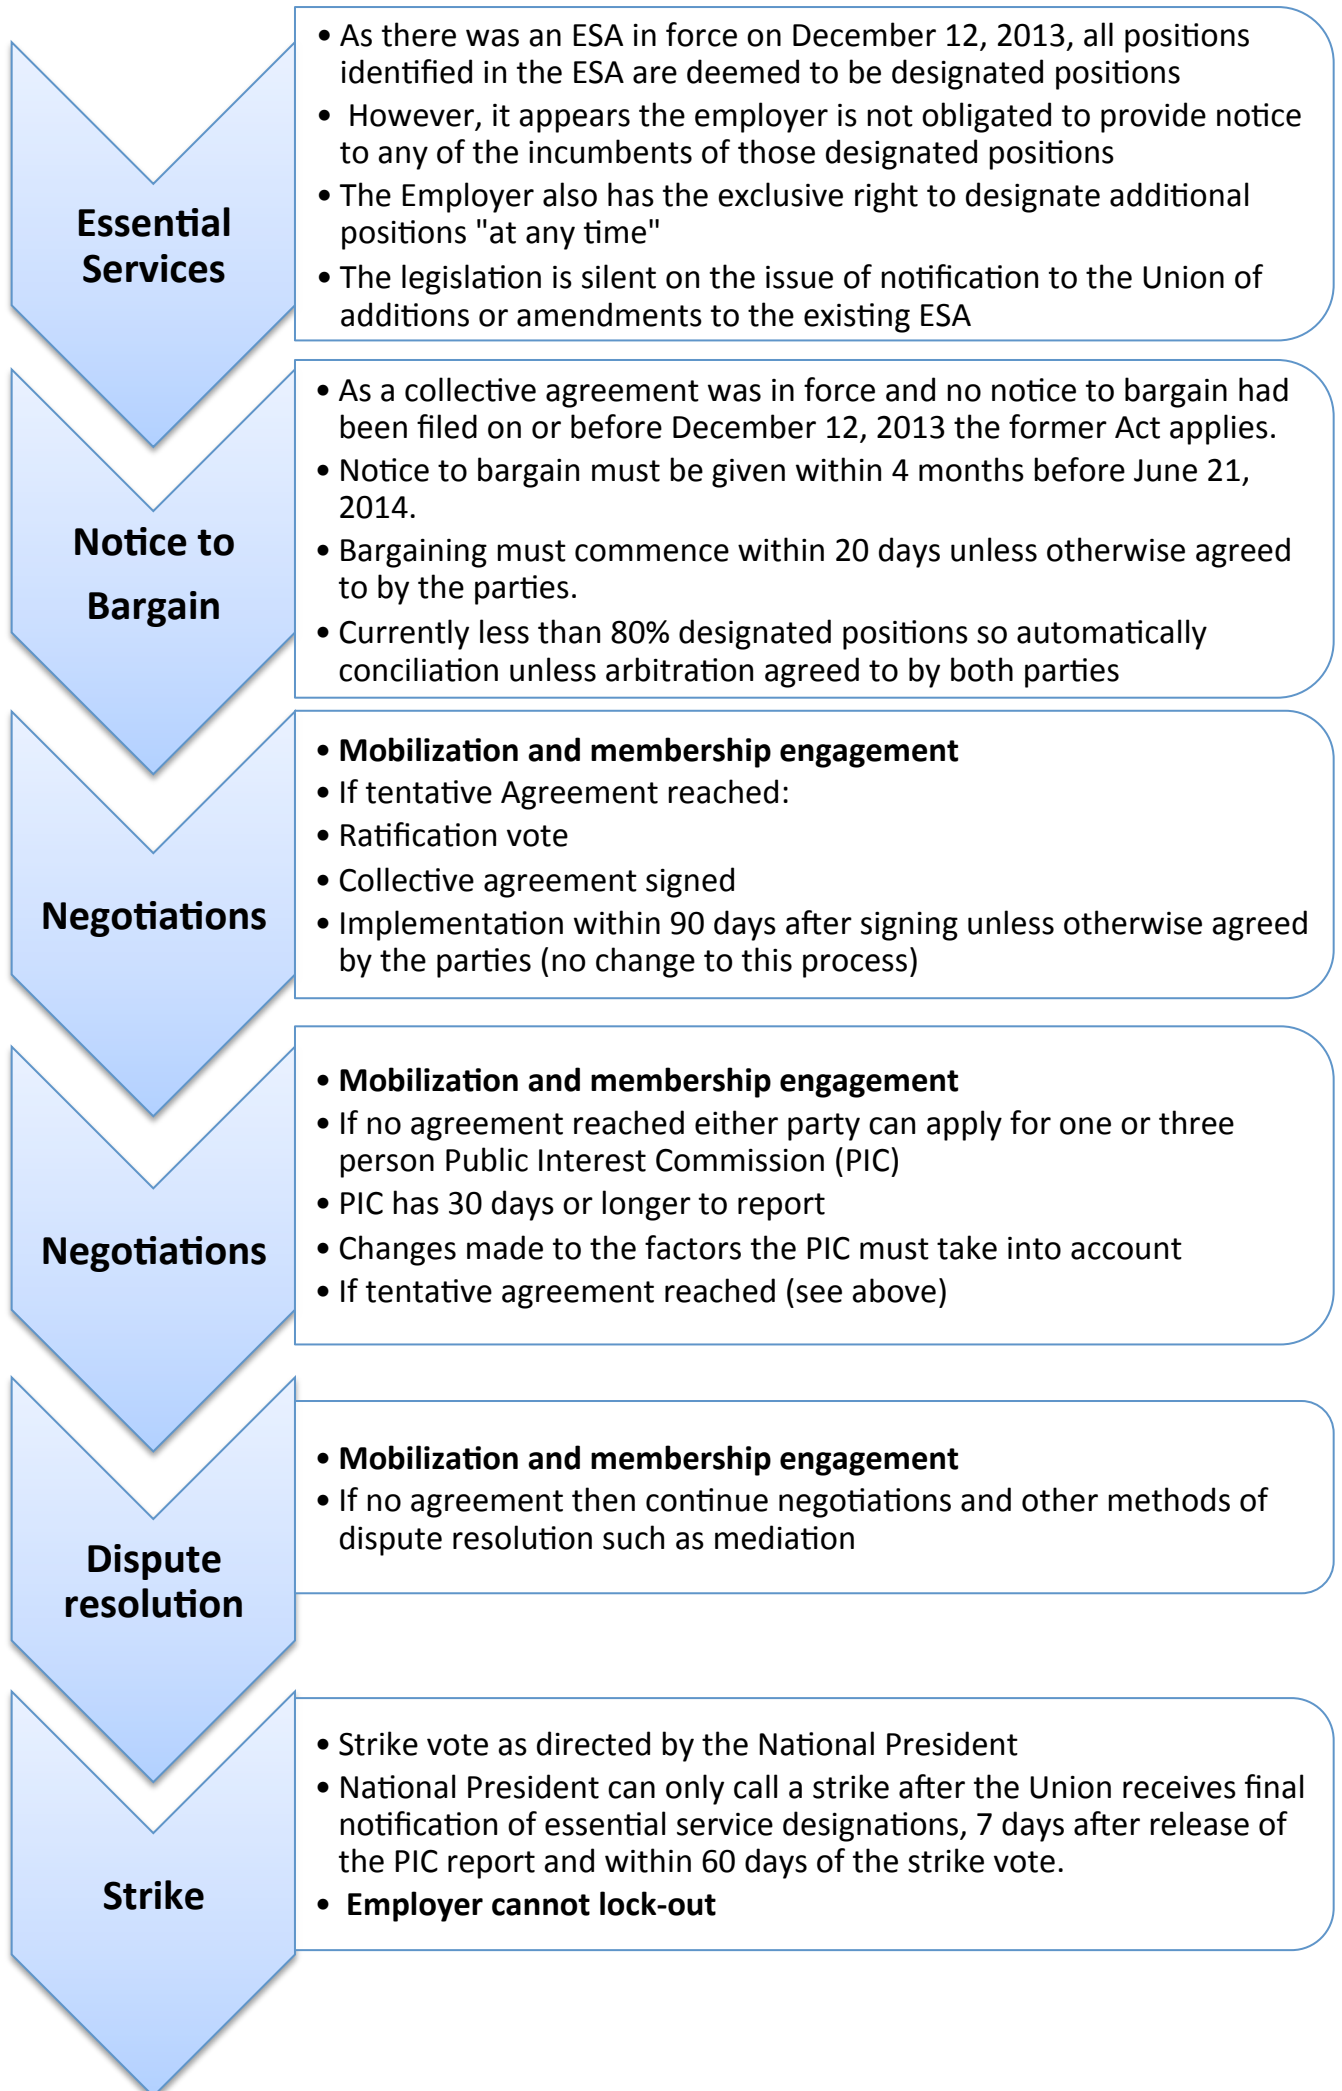 Essential
Services
• As there was an ESA in force on December 12, 2013, all positions
identified in the ESA are deemed to be designated positions
• However, it appears the employer is not obligated to provide notice
to any of the incumbents of those designated positions
• The Employer also has the exclusive right to designate additional
positions "at any time"
• The legislation is silent on the issue of notification to the Union of
additions or amendments to the existing ESA
Notice to
Bargain
• As a collective agreement was in force and no notice to bargain had
been filed on or before December 12, 2013 the former Act applies.
• Notice to bargain must be given within 4 months before June 21,
2014.
• Bargaining must commence within 20 days unless otherwise agreed
to by the parties.
• Currently less than 80% designated positions so automatically
conciliation unless arbitration agreed to by both parties
Negotiations
• Mobilization and membership engagement
• If tentative Agreement reached:
• Ratification vote
• Collective agreement signed
• Implementation within 90 days after signing unless otherwise agreed
by the parties (no change to this process)
Negotiations
• Mobilization and membership engagement
• If no agreement reached either party can apply for one or three
person Public Interest Commission (PIC)
• PIC has 30 days or longer to report
• Changes made to the factors the PIC must take into account
• If tentative agreement reached (see above)
Dispute
resolution
• Mobilization and membership engagement
• If no agreement then continue negotiations and other methods of
dispute resolution such as mediation
Strike
• Strike vote as directed by the National President
• National President can only call a strike after the Union receives final
notification of essential service designations, 7 days after release of
the PIC report and within 60 days of the strike vote.
• Employer cannot lock-out